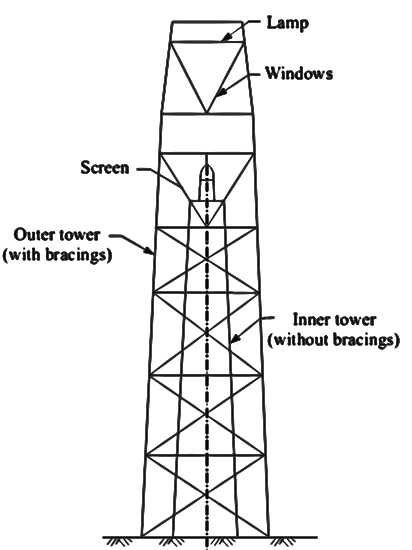 Lamp
Windows
Screen
Outer tower
(with bracings)
Inner tower
(without bracings)